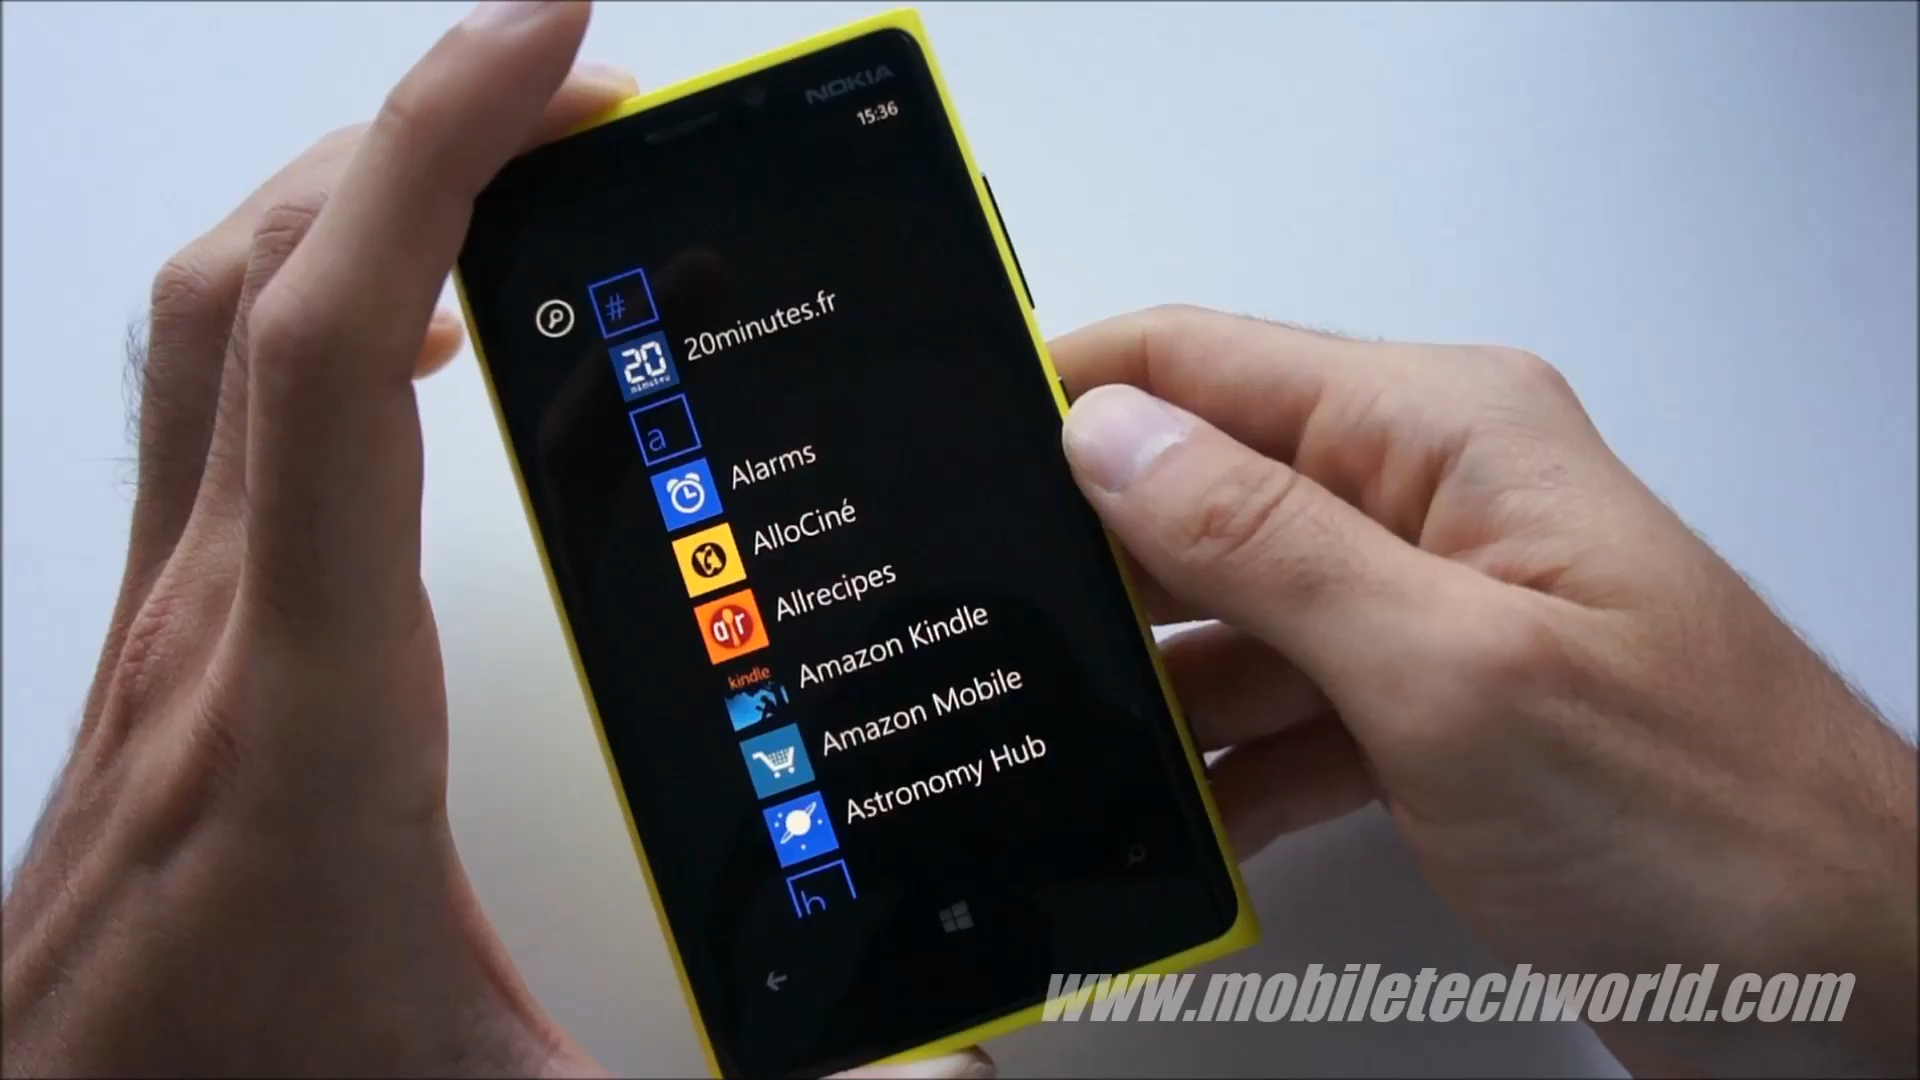 NOKIA
15:36
#
20 minutes
20minutes.fr
a
Alarms
AlloCiné
a r
Allrecipes
kindle
Amazon Kindle
Amazon Mobile
Astronomy Hub
b
www.mobiletechworld.com